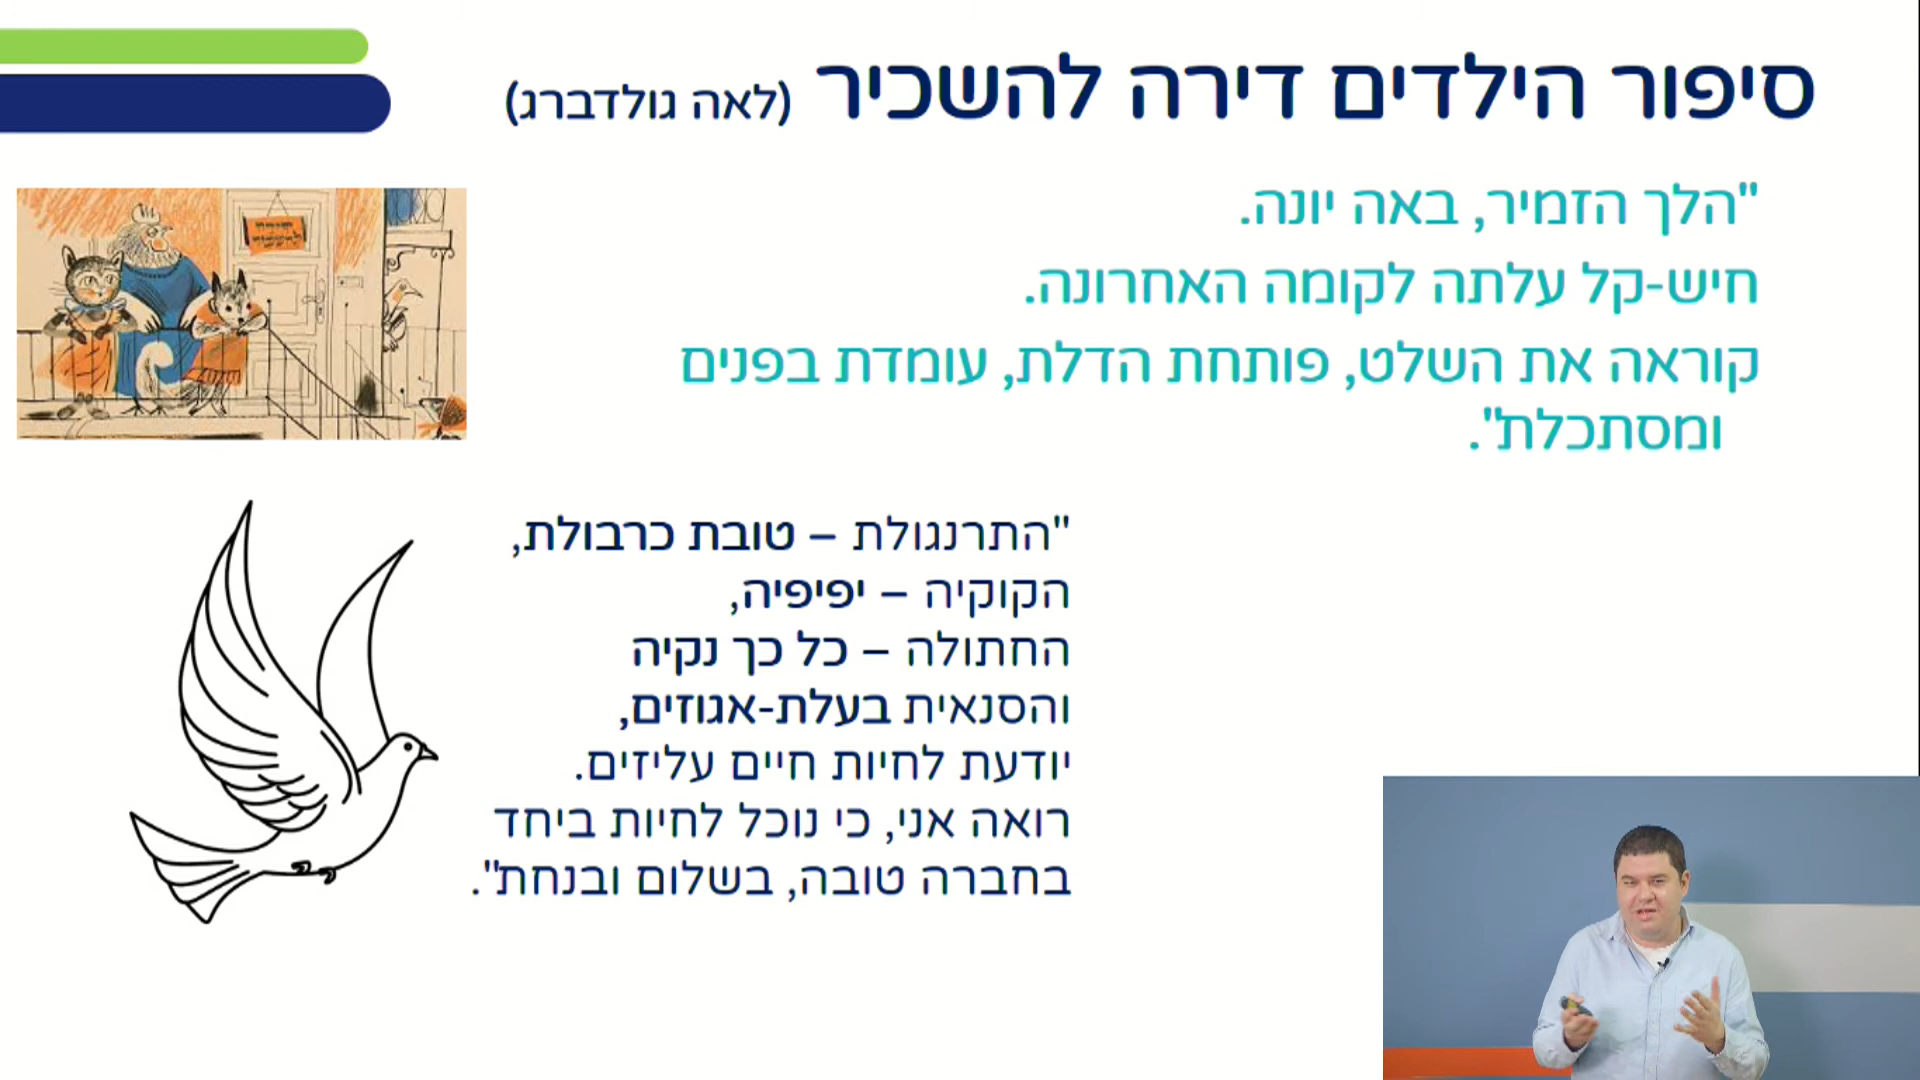 סיפור הילדים דירה להשכיר (לאה גולדברג)
"הלך הזמיר, באה יונה.
חיש-קל עלתה לקומה האחרונה.
קוראה את השלט, פותחת הדלת, עומדת בפנים
ומסתכלת".
"התרנגולת – טובת כרבולת,
הקוקיה – יפיפיה,
החתולה – כל כך נקיה
והסנאית בעלת-אגוזים,
יודעת לחיות חיים עליזים.
רואה אני, כי נוכל לחיות ביחד
בחברה טובה, בשלום ובנחת".